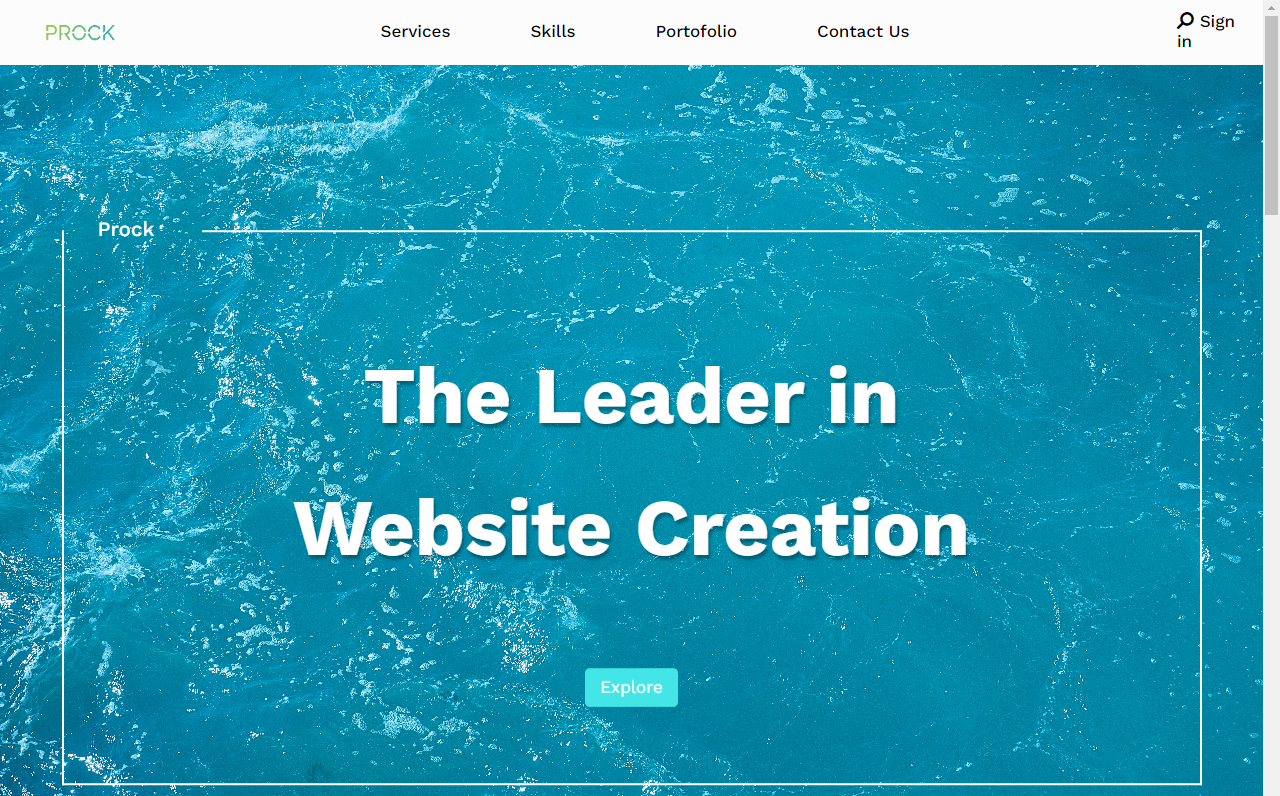 PROCK
Services
Skills
Portofolio
Contact Us
Sign
in
Prock
The Leader in
Website Creation
Explore